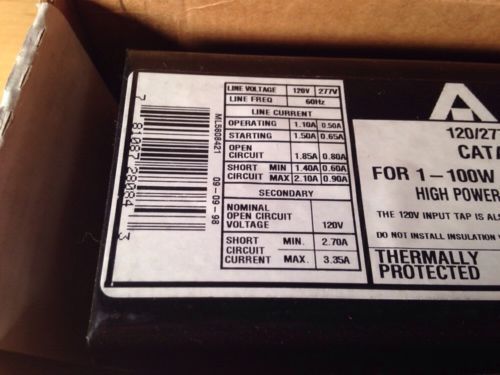 LINE VOLTAGE 120V 277V
LINE FREQ 60Hz
LINE CURRENT
OPERATING 1.10A 0.50A
STARTING 1.50A 0.65A
OPEN
CIRCUIT 1.85A 0.80A
SHORT MIN 1.40A 0.60A
CIRCUIT MAX 2.10A 0.90A
SECONDARY
NOMINAL
OPEN CIRCUIT
VOLTAGE 120V
SHORT MIN. 2.70A
CIRCUIT
CURRENT MAX. 3.35A
ML5808421 09-09-98
7 81087 28084 3
A
120/27
CATA
FOR 1-100W
HIGH POWER
THE 120V INPUT TAP IS ALS
DO NOT INSTALL INSULATION
THERMALLY
PROTECTED